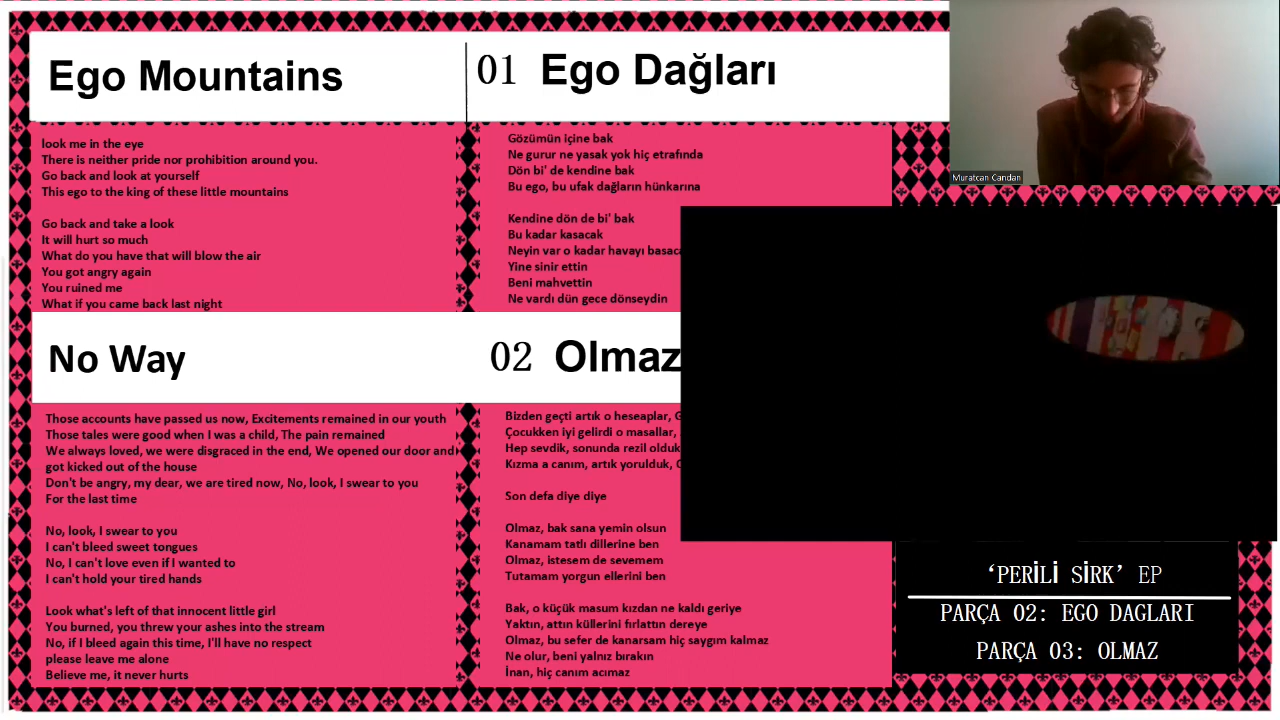 Ego Mountains
look me in the eye
There is neither pride nor prohibition around you.
Go back and look at yourself
This ego to the king of these little mountains
Go back and take a look
It will hurt so much
What do you have that will blow the air
You got angry again
You ruined me
What if you came back last night
01 Ego Dağları
Gözümün içine bak
Ne gurur ne yasak yok hiç etrafında
Dön bi' de kendine bak
Bu ego, bu ufak dağların hünkarına
Kendine dön de bi' bak
Bu kadar kasacak
Neyin var o kadar havayı
Yine sinir ettin
Beni mahvettin
Ne vardı dün gece dönseydin
No Way
Those accounts have passed us now, Excitements remained in our youth
Those tales were good when I was a child, The pain remained
We always loved, we were disgraced in the end, We opened our door and
got kicked out of the house
Don't be angry, my dear, we are tired now, No, look, I swear to you
For the last time
No, look, I swear to you
I can't bleed sweet tongues
No, I can't love even if I wanted to
I can't hold your tired hands
Look what's left of that innocent little girl
You burned, you threw your ashes into the stream
No, if I bleed again this time, I'll have no respect
please leave me alone
Believe me, it never hurts
02 Olmaz
Bizden geçti artık o heseaplar,
Çocukken iyi gelirdi o masallar,
Hep sevdik, sonunda rezil olduk
Kızma a canım, artık yorulduk,
Son defa diye diye
Olmaz, bak sana yemin olsun
Kanamam tatlı dillerine ben
Olmaz, istesem de sevemem
Tutamam yorgun ellerini ben
Bak, o küçük masum kızdan ne kaldı geriye
Yaktın, attın küllerini fırlattın dereye
Olmaz, bu sefer de kanarsam hiç saygım kalmaz
Ne olur, beni yalnız bırakın
İnan, hiç canım acımaz
Muratcan Candan
‘PERİLİ SİRK’ EP
PARÇA 02: EGO DAGLARI
PARÇA 03: OLMAZ